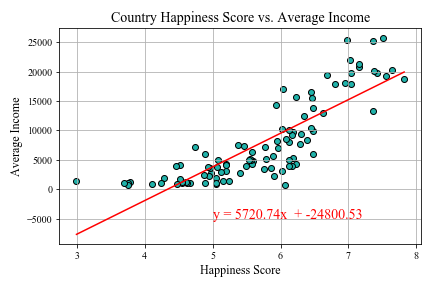 Country Happiness Score vs. Average Income
Average Income
25000
20000
15000
10000
5000
0
−5000
y = 5720.74x + -24800.53
3 4 5 6 7 8
Happiness Score